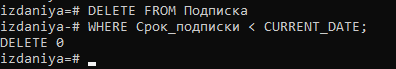 izdaniya=# DELETE FROM Подписка
izdaniya-# WHERE Срок_подписки < CURRENT_DATE;
DELETE 0
izdaniya=#